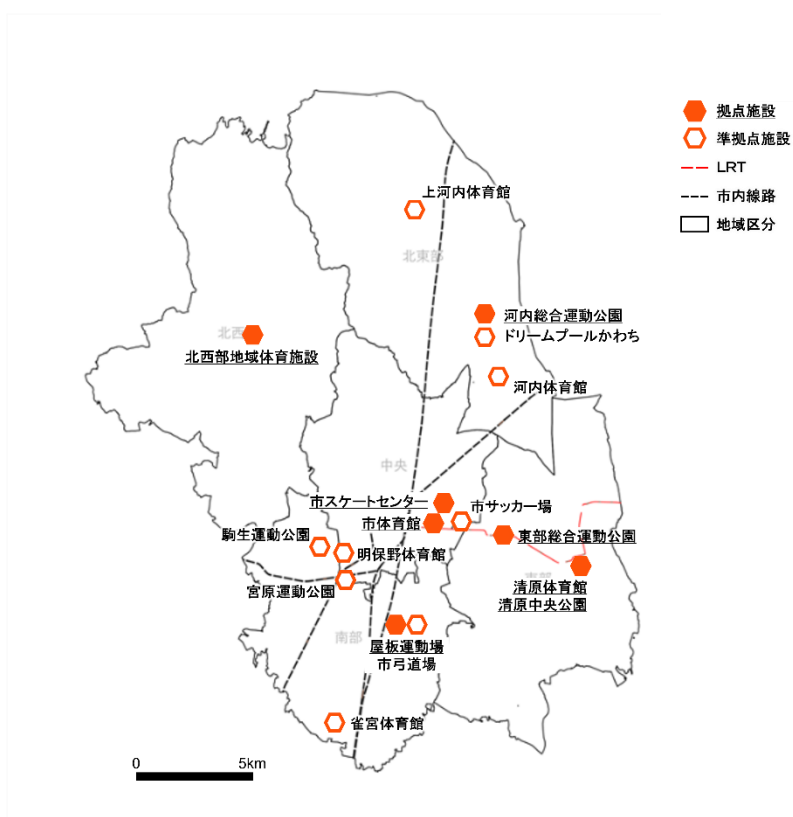 拠点施設
準拠点施設
LRT
市内線路
地域区分
上河内体育館
北東部
河内総合運動公園
ドリームプールかわち
北西
北西部地域体育施設
河内体育館
中央
市スケートセンター
市サッカー場
市体育館
駒生運動公園
東部総合運動公園
明保野体育館
宮原運動公園
清原体育館
清原中央公園
南部
屋板運動場
市弓道場
雀宮体育館
0 5km